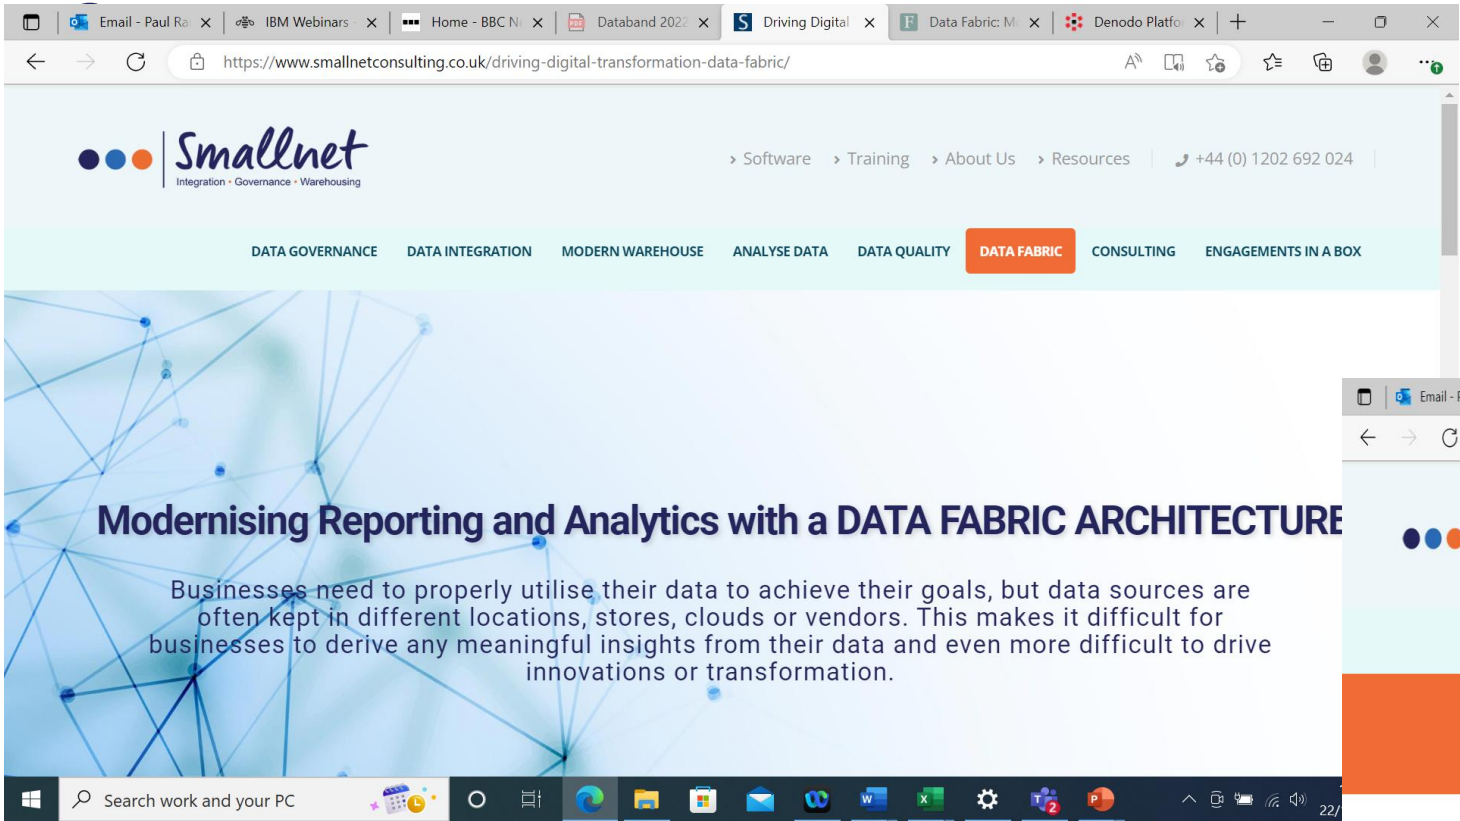 Email - Paul Ra
IBM Webinars -
Home - BBC N
Databand 2022
Driving Digital
Data Fabric: M
Denodo Platfo
https://www.smallnetconsulting.co.uk/driving-digital-transformation-data-fabric/
Smallnet
Integration • Governance • Warehousing
> Software > Training > About Us > Resources +44 (0) 1202 692 024
DATA GOVERNANCE DATA INTEGRATION MODERN WAREHOUSE ANALYSE DATA DATA QUALITY DATA FABRIC CONSULTING ENGAGEMENTS IN A BOX
Email - P
Modernising Reporting and Analytics with a DATA FABRIC ARCHITECTURE
Businesses need to properly utilise their data to achieve their goals, but data sources are
often kept in different locations, stores, clouds or vendors. This makes it difficult for
businesses to derive any meaningful insights from their data and even more difficult to drive
innovations or transformation.
Search work and your PC
22/